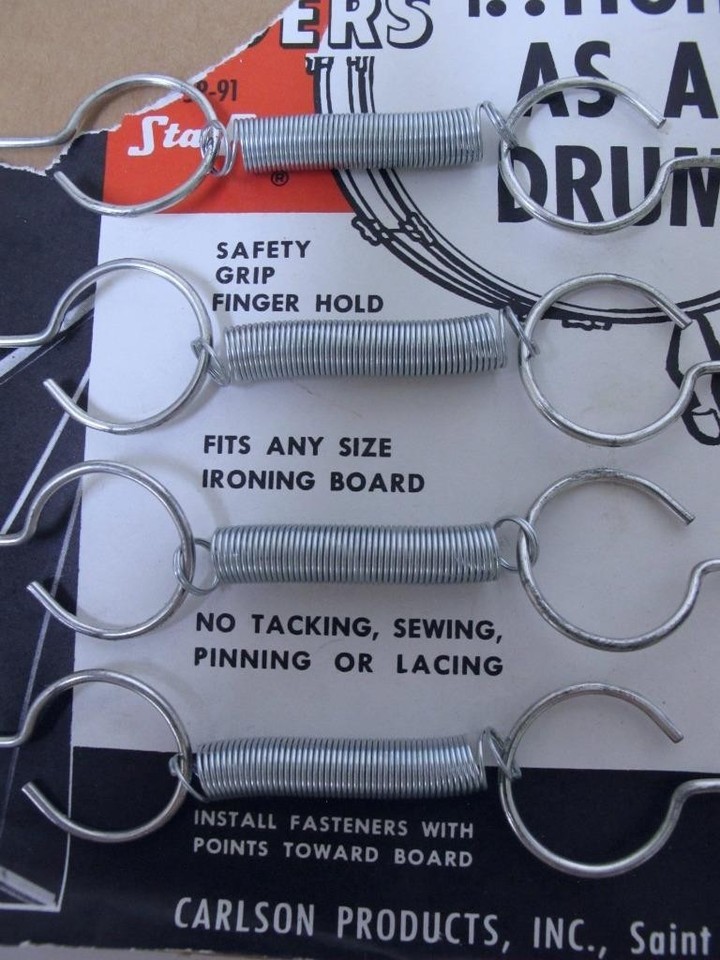 AS A
DRUM
®
SAFETY
GRIP
FINGER HOLD
FITS ANY SIZE
IRONING BOARD
NO TACKING, SEWING,
PINNING OR LACING
INSTALL FASTENERS WITH
POINTS TOWARD BOARD
CARLSON PRODUCTS, INC., Saint